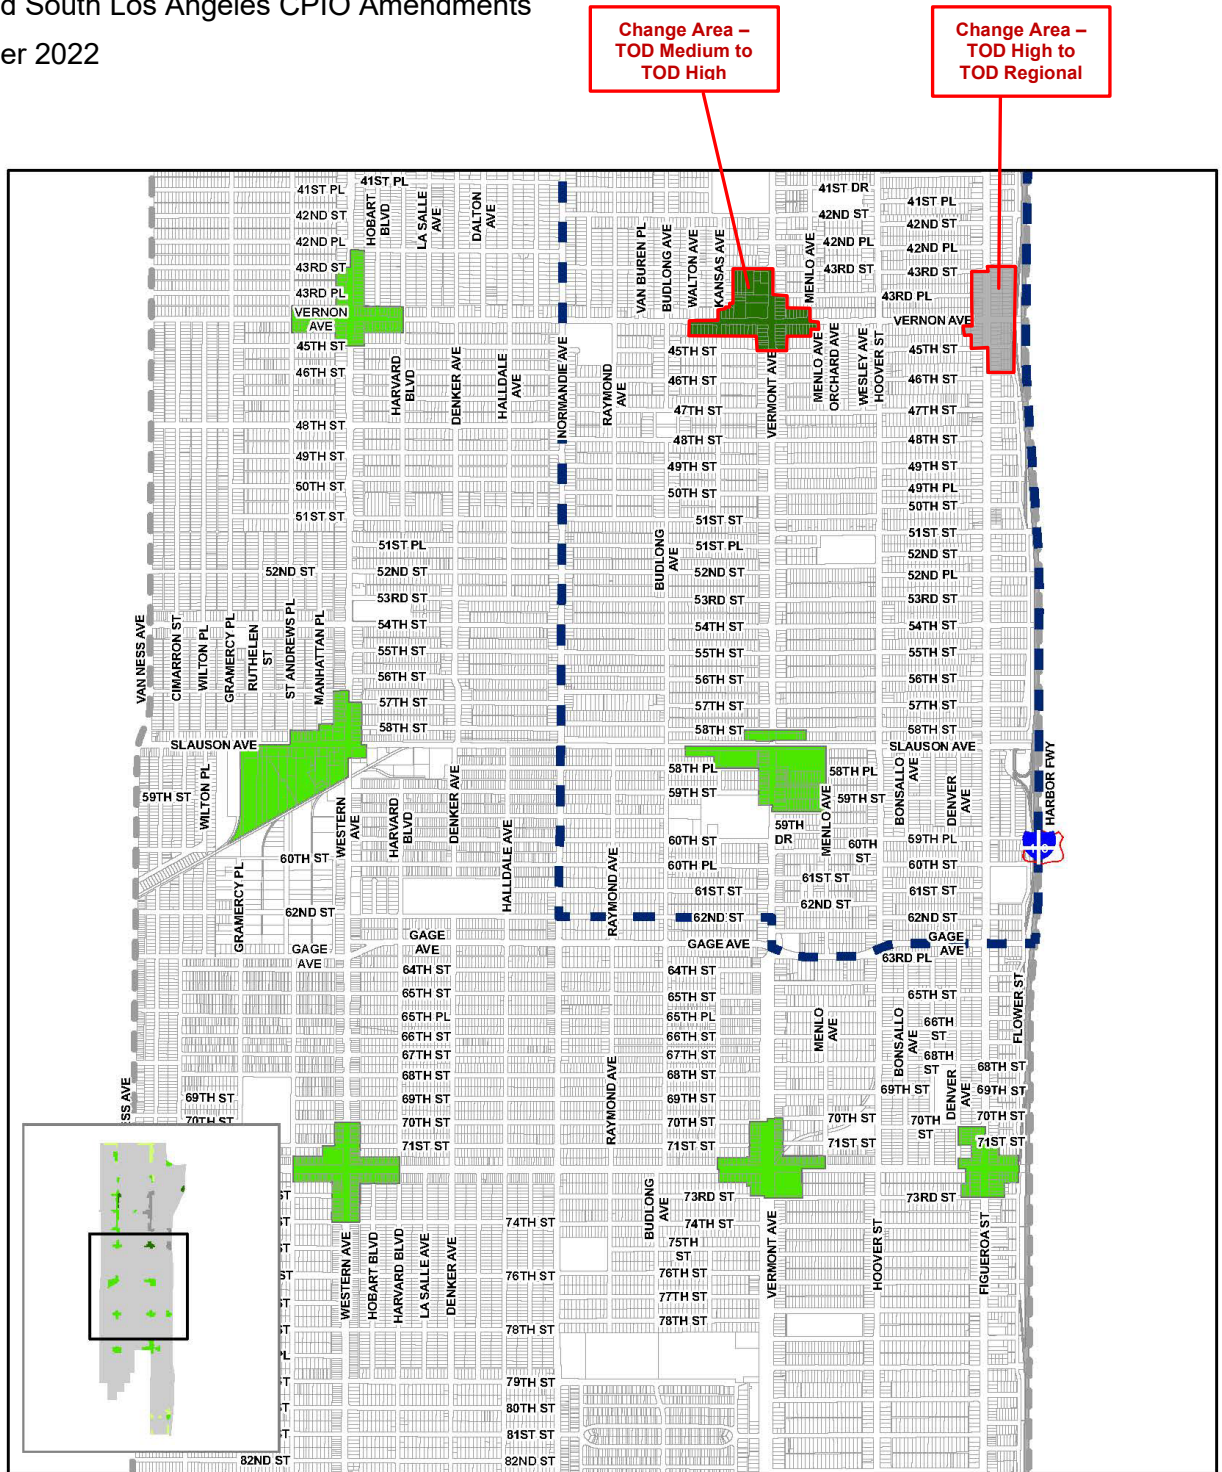 d South Los Angeles CPIO Amendments
er 2022
Change Area –
TOD Medium to
TOD High
Change Area –
TOD High to
TOD Regional
41ST PL
42ND ST
42ND PL
43RD ST
43RD PL
VERNON
AVE
45TH ST
46TH ST
48TH ST
49TH ST
50TH ST
51ST ST
52ND ST
41ST PL
HOBART
BLVD
LA SALLE
AVE
DALTON
AVE
HARVARD
BLVD
DENKER AVE
HALLDALE
AVE
NORMANDIE AVE
RAYMOND
AVE
VAN BUREN PL
BUDLONG AVE
WALTON AVE
KANSAS AVE
MENLO AVE
41ST DR
42ND ST
42ND PL
43RD ST
41ST PL
42ND ST
42ND PL
43RD ST
43RD PL
VERNON AVE
45TH ST
46TH ST
47TH ST
48TH ST
49TH ST
49TH PL
50TH ST
51ST ST
52ND ST
52ND PL
53RD ST
54TH ST
55TH ST
56TH ST
57TH ST
58TH ST
SLAUSON AVE
45TH ST
46TH ST
47TH ST
48TH ST
49TH ST
50TH ST
51ST ST
51ST PL
52ND ST
53RD ST
54TH ST
55TH ST
56TH ST
57TH ST
58TH ST
58TH PL
59TH ST
VERMONT AVE
MENLO AVE
ORCHARD AVE
WESLEY AVE
HOOVER ST
BUDLONG
AVE
51ST PL
52ND ST
53RD ST
54TH ST
55TH ST
56TH ST
57TH ST
58TH ST
VAN NESS AVE
CIMARRON ST
WILTON PL
GRAMERCY PL
RUTHELEN
ST
ST ANDREWS PL
MANHATTAN PL
SLAUSON AVE
59TH ST
WILTON PL
WESTERN
AVE
HARVARD
BLVD
DENKER AVE
HALLDALE AVE
60TH ST
GRAMERCY PL
62ND ST
GAGE
AVE
GAGE
AVE
RAYMOND AVE
60TH ST
60TH PL
61ST ST
62ND ST
GAGE AVE
58TH PL
59TH ST
59TH
DR
MENLO AVE
60TH
ST
61ST ST
62ND ST
BONSALLO
AVE
DENVER
AVE
59TH PL
60TH ST
61ST ST
62ND ST
GAGE
AVE
63RD PL
HARBOR FWY
64TH ST
65TH ST
65TH PL
66TH ST
67TH ST
68TH ST
69TH ST
70TH ST
71ST ST
RAYMOND AVE
64TH ST
65TH ST
65TH PL
66TH ST
67TH ST
68TH ST
69TH ST
70TH ST
71ST ST
MENLO
AVE
70TH ST
71ST ST
65TH ST
BONSALLO
AVE
66TH
ST
68TH
ST
69TH ST
DENVER
AVE
70TH
ST
FLOWER ST
68TH ST
69TH ST
70TH ST
71ST ST
73RD ST
ESS AVE
69TH ST
70TH ST
ST
ST
ST
ST
ST
ST
PL
ST
ST
ST
82ND ST
WESTERN AVE
HOBART BLVD
HARVARD BLVD
LA SALLE AVE
DENKER AVE
74TH ST
76TH ST
78TH ST
79TH ST
80TH ST
81ST ST
82ND ST
BUDLONG
AVE
73RD ST
74TH ST
75TH
ST
76TH ST
77TH ST
78TH ST
VERMONT AVE
HOOVER ST
FIGUEROA ST